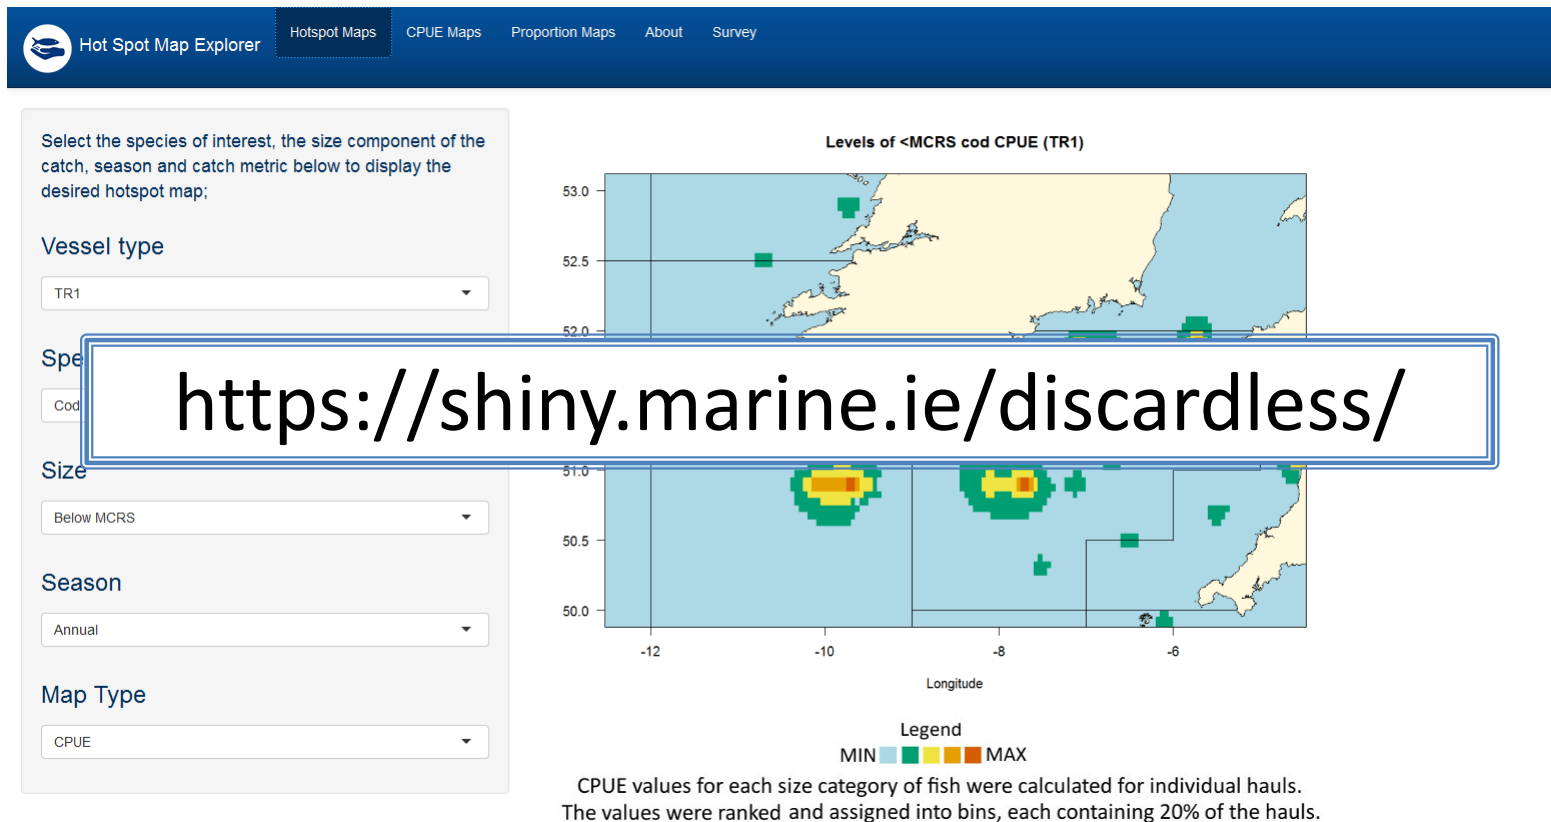 Hot Spot Map Explorer
Hotspot Maps
CPUE Maps
Proportion Maps
About
Survey
Select the species of interest, the size component of the
catch, season and catch metric below to display the
desired hotspot map;
Vessel type
TR1
Spe
Cod
Size
Below MCRS
Season
Annual
Map Type
CPUE
https://shiny.marine.ie/discardless/
Levels of <MCRS cod CPUE (TR1)
53.0
52.5
52.0
51.0
50.5
50.0
-12
-10
-8
-6
Longitude
Legend
MIN
MAX
CPUE values for each size category of fish were calculated for individual hauls.
The values were ranked and assigned into bins, each containing 20% of the hauls.